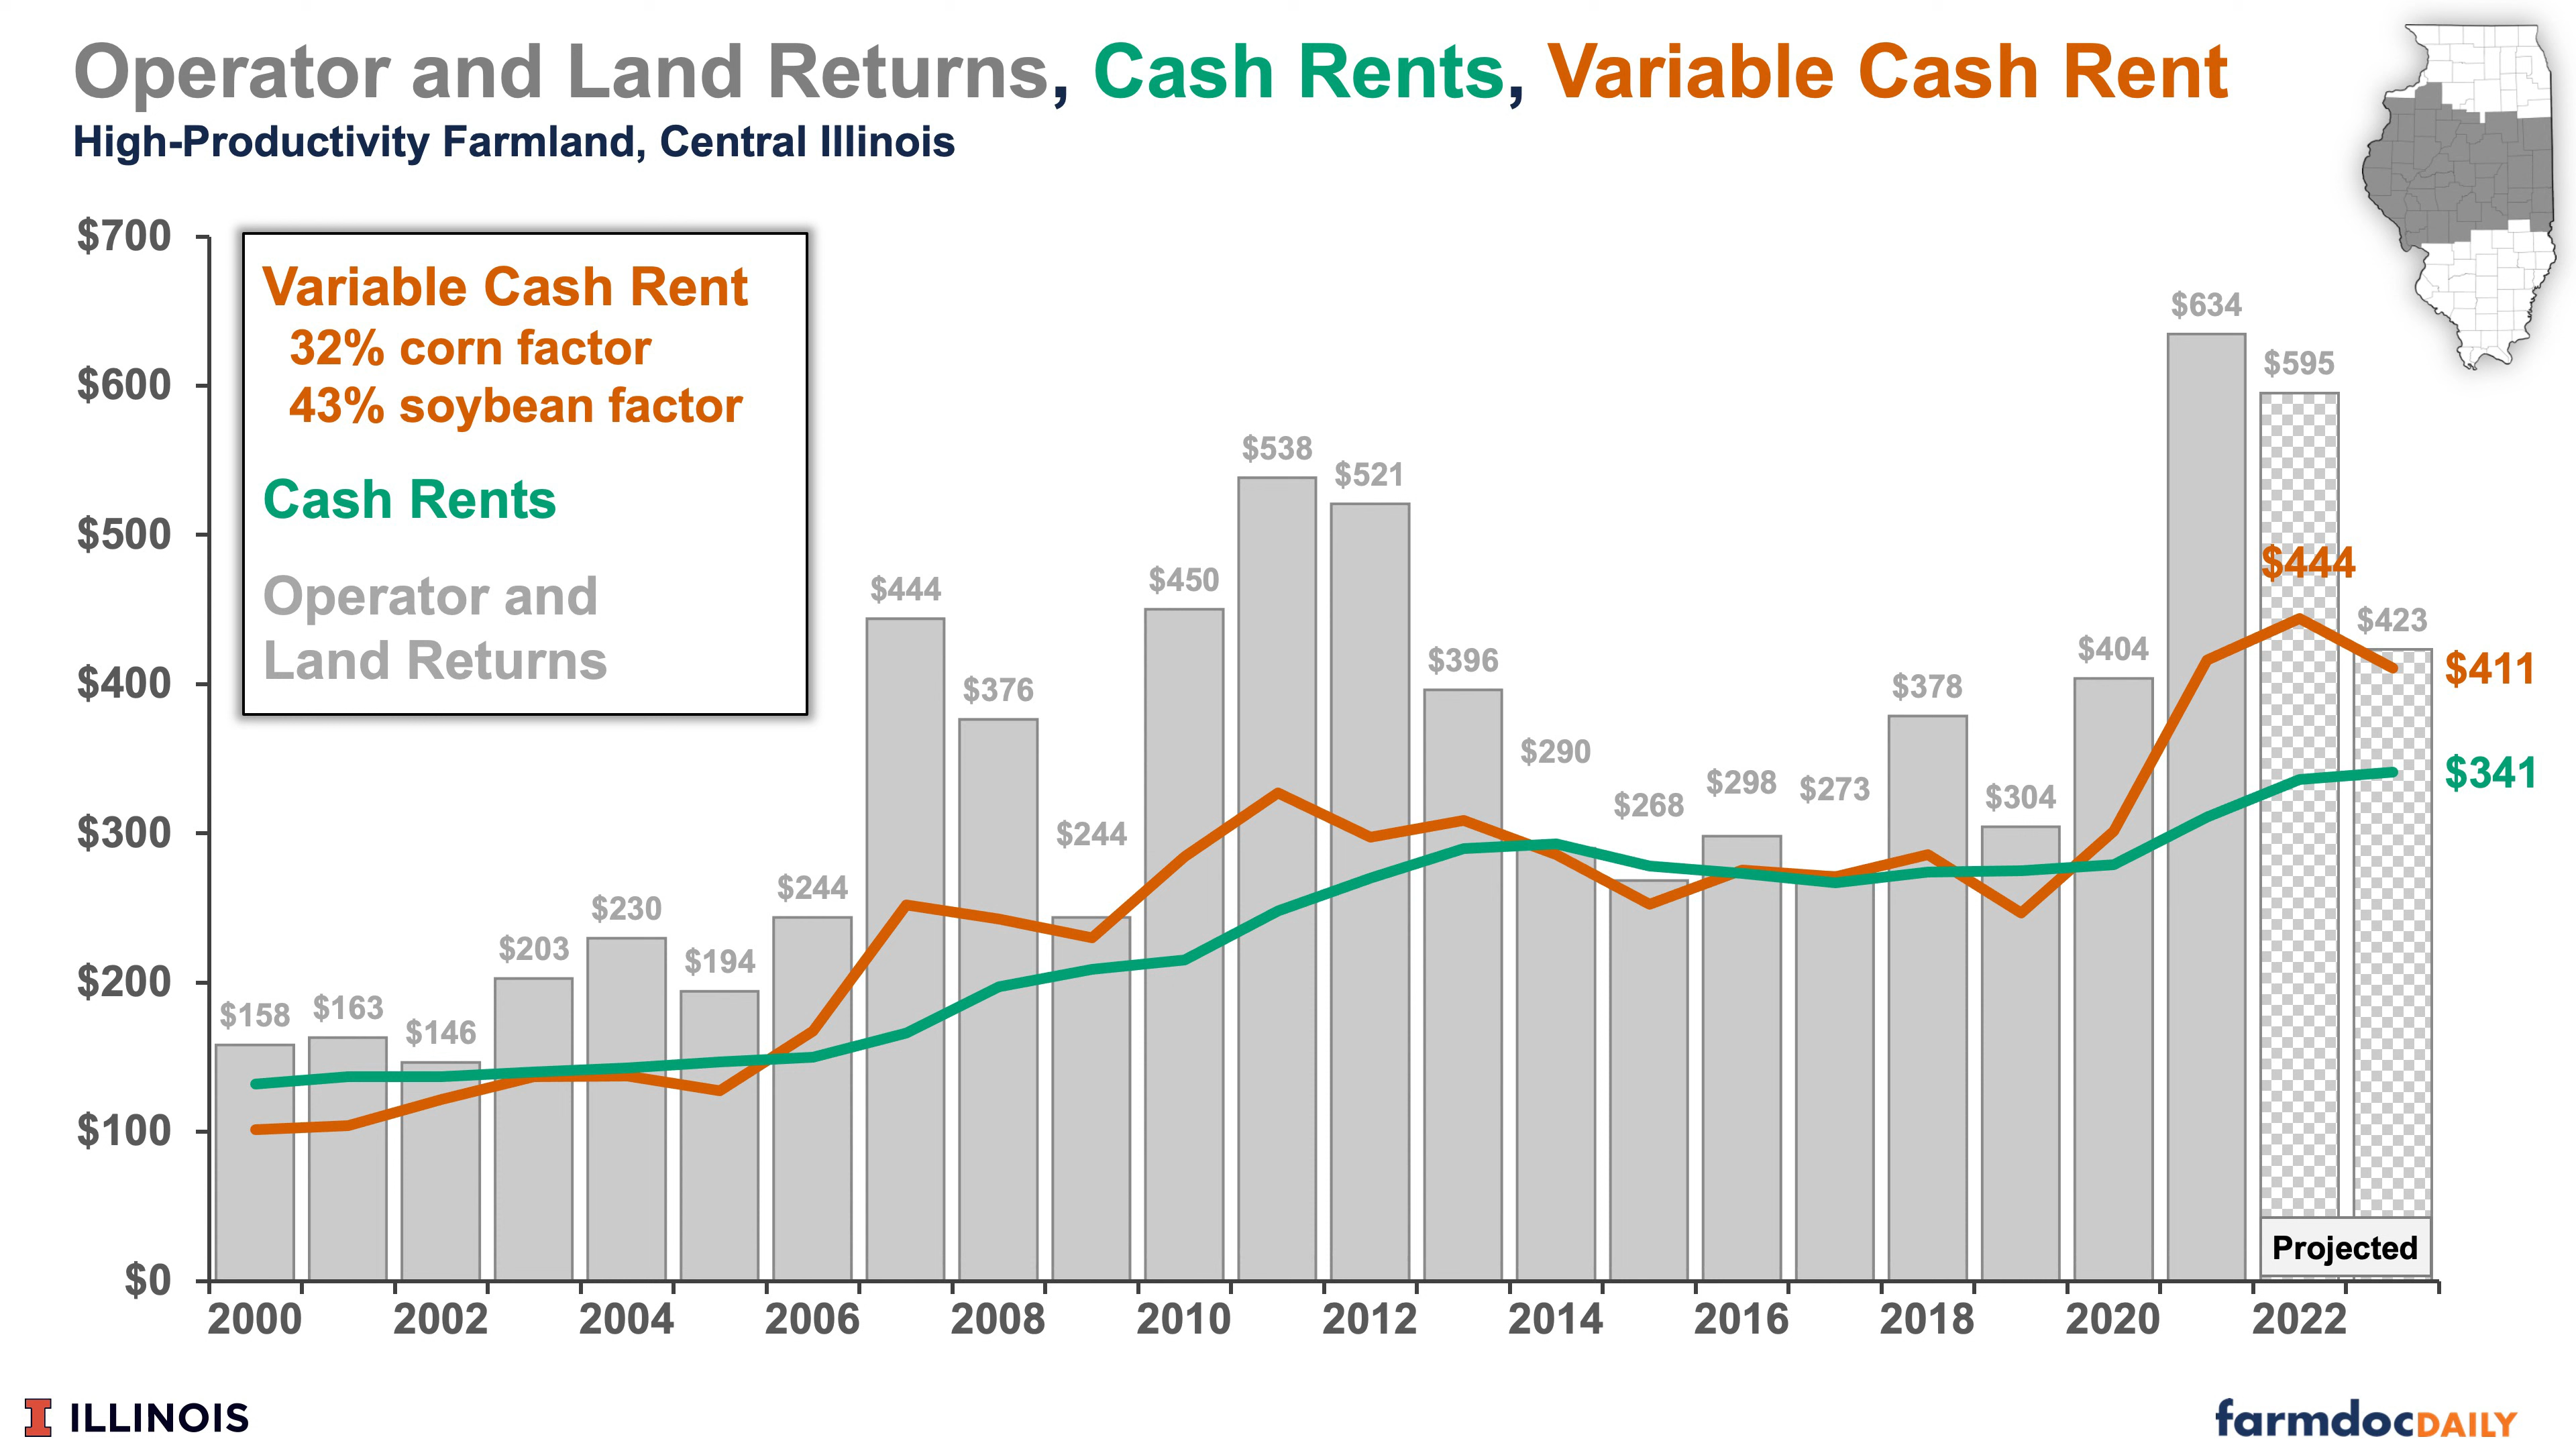 Operator and Land Returns, Cash Rents, Variable Cash Rent
High-Productivity Farmland, Central Illinois
$700
$600
$500
$400
$300
$200
$100
$0
Variable Cash Rent
32% corn factor
43% soybean factor
Cash Rents
Operator and
Land Returns
$158
$163
$146
$203
$230
$194
$244
$444
$376
$244
$450
$538
$521
$396
$290
$268
$298
$273
$378
$304
$404
$634
$595
$423
$444
$411
$341
Projected
2000 2002 2004 2006 2008 2010 2012 2014 2016 2018 2020 2022
I ILLINOIS
farmdocDAILY